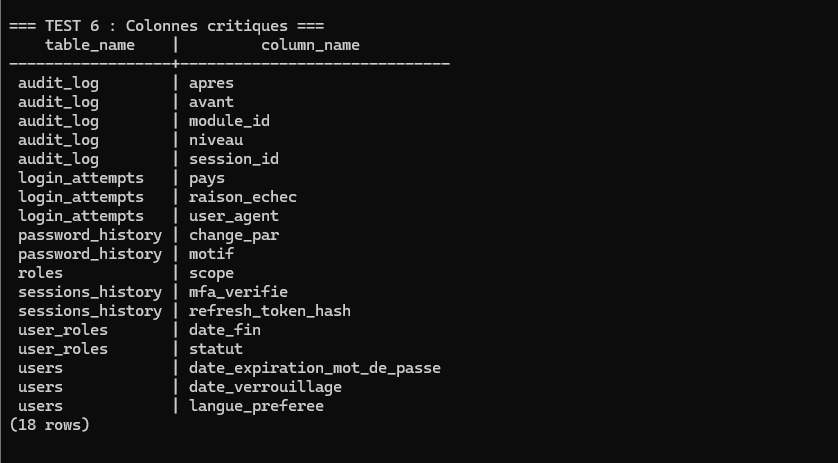 === TEST 6 : Colonnes critiques ===
    table_name    |         column_name
------------------+------------------------------
 audit_log        | apres
 audit_log        | avant
 audit_log        | module_id
 audit_log        | niveau
 audit_log        | session_id
 login_attempts   | pays
 login_attempts   | raison_echec
 login_attempts   | user_agent
 password_history | change_par
 password_history | motif
 roles            | scope
 sessions_history | mfa_verifie
 sessions_history | refresh_token_hash
 user_roles       | date_fin
 user_roles       | statut
 users            | date_expiration_mot_de_passe
 users            | date_verrouillage
 users            | langue_preferee
(18 rows)